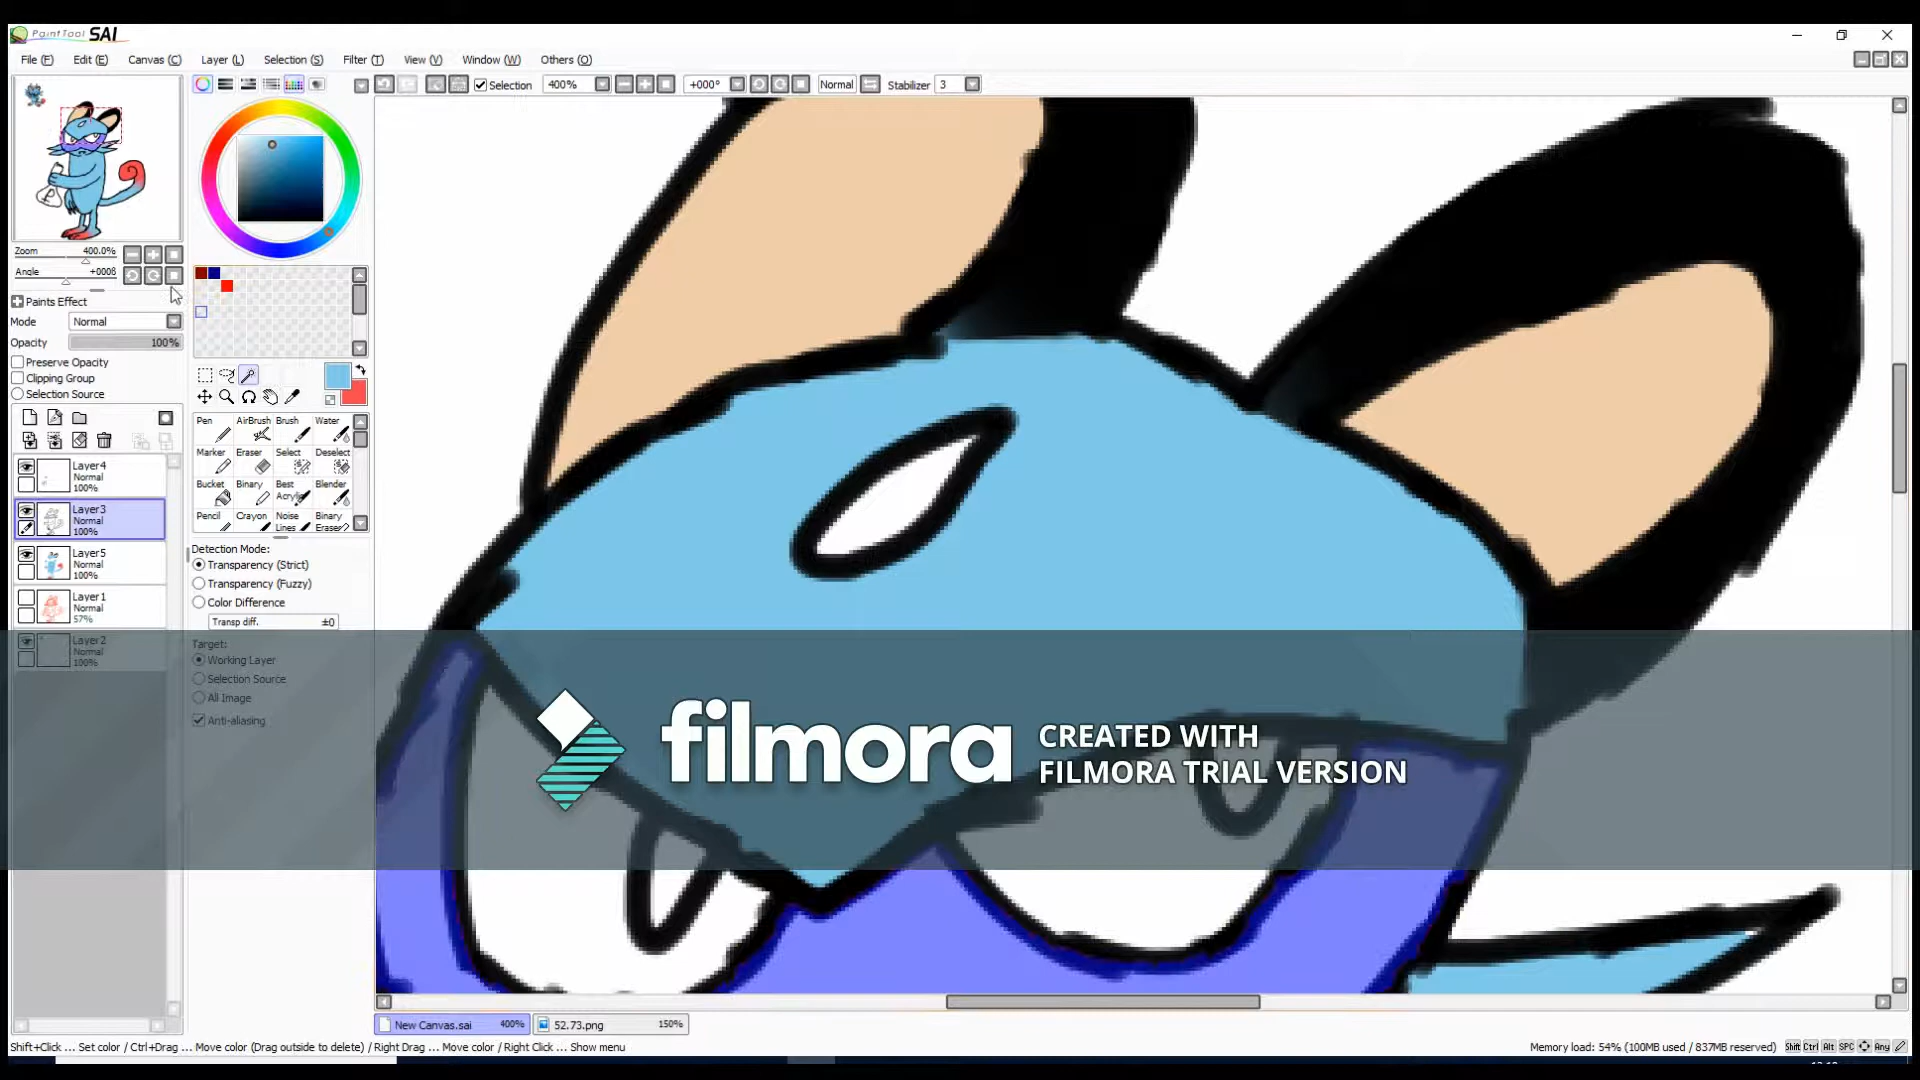 PaintTool SAI
File (F) Edit (E) Canvas (C) Layer (L) Selection (S) Filter (T) View (V) Window (W) Others (O)
Selection 400% +000° Normal Stabilizer 3
Zoom 400.0%
Angle +000ß
Paints Effect
Mode Normal
Opacity 100%
Preserve Opacity
Clipping Group
Selection Source
Layer4
Normal
100%
Layer3
Normal
100%
Layer5
Normal
100%
Layer1
Normal
57%
Layer2
Normal
100%
Pen AirBrush Brush Water
Marker Eraser Select Deselect
Bucket Binary Best Acrylic Blender
Pencil Crayon Noise Lines Binary Eraser
Detection Mode:
Transparency (Strict)
Transparency (Fuzzy)
Color Difference
Transp diff. ±0
Target:
Working Layer
Selection Source
All Image
Anti-aliasing
filmora
CREATED WITH
FILMORA TRIAL VERSION
New Canvas.sai 400% 52.73.png 150%
Shift+Click ... Set color / Ctrl+Drag ... Move color (Drag outside to delete) / Right Drag ... Move color / Right Click ... Show menu
Memory load: 54% (100MB used / 837MB reserved) Shift Ctrl Alt SPC Any